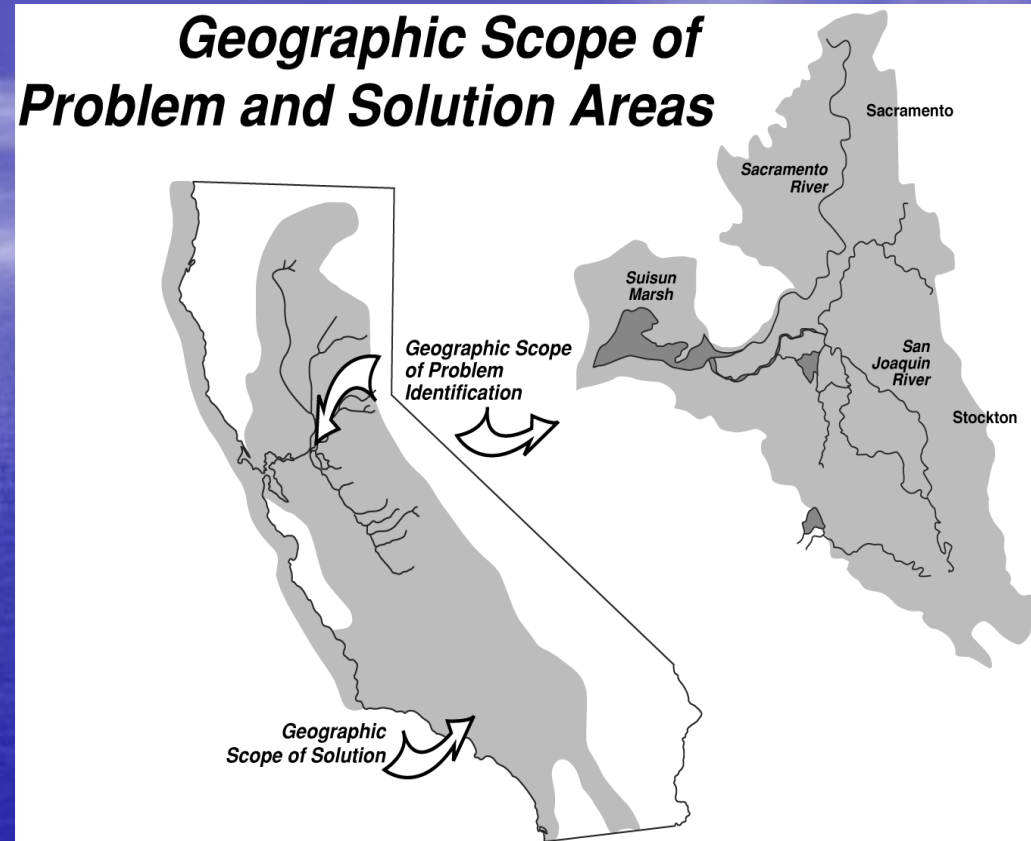 Geographic Scope of
Problem and Solution Areas
Sacramento
Sacramento
River
Suisun
Marsh
Geographic Scope
of Problem
Identification
San
Joaquin
River
Stockton
Geographic
Scope of Solution